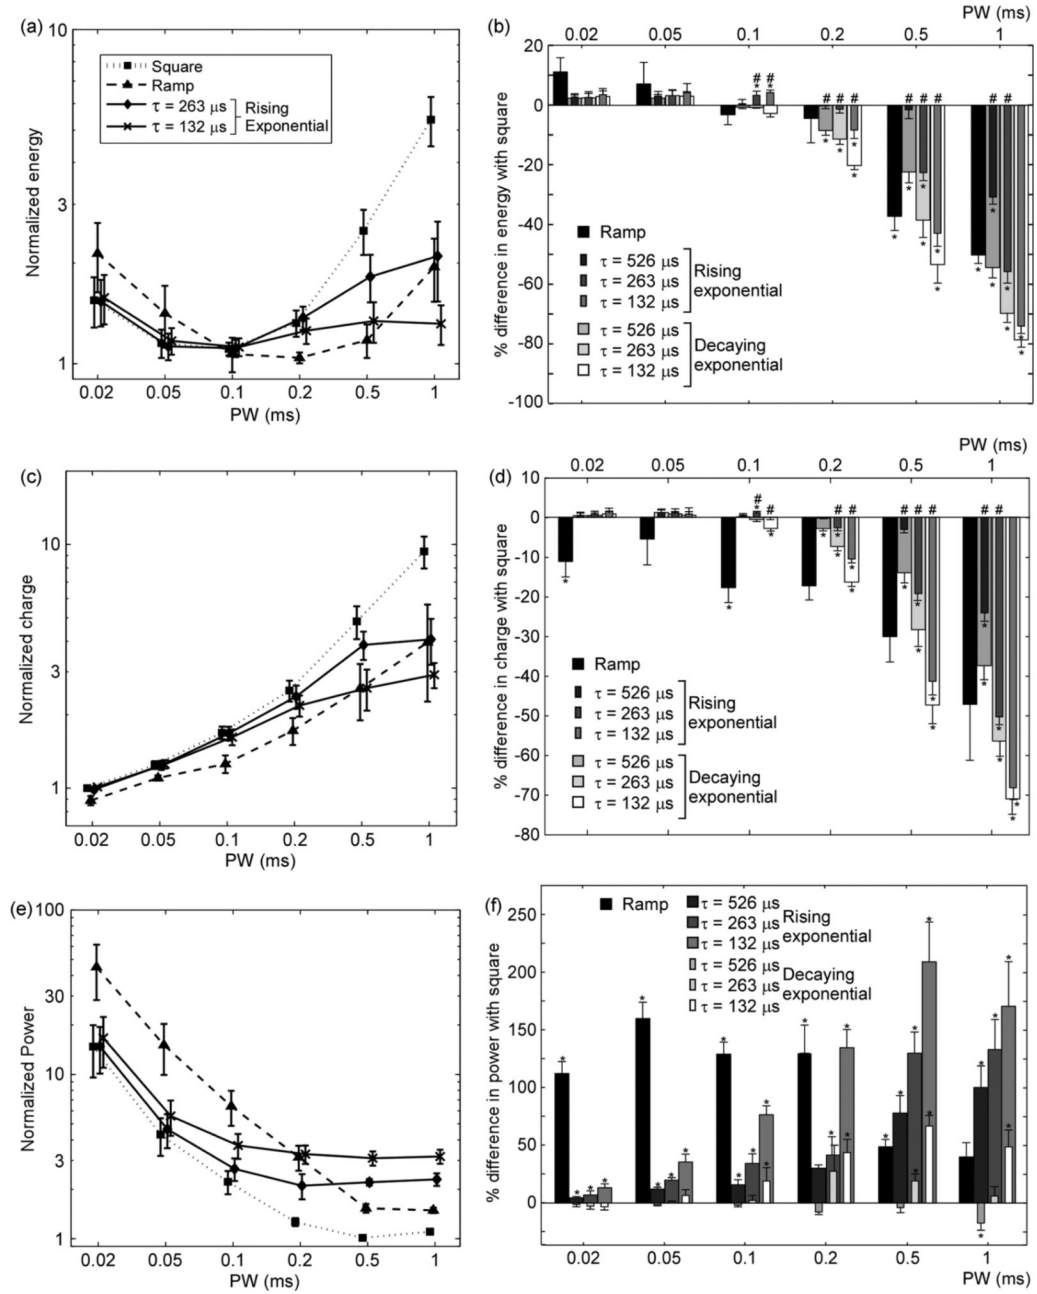 (a)
10
3
1
Normalized energy
Square
Ramp
τ = 263 μs
τ = 132 μs
Rising
Exponential
0.02 0.05 0.1 0.2 0.5 1
PW (ms)
(b)
PW (ms)
0.02 0.05 0.1 0.2 0.5 1
20
0
-20
-40
-60
-80
-100
% difference in energy with square
# #
* *
# # #
* * * *
# # #
* * * * * *
# #
* * * * * * *
Ramp
τ = 526 μs
τ = 263 μs
τ = 132 μs
Rising
exponential
τ = 526 μs
τ = 263 μs
τ = 132 μs
Decaying
exponential
(c)
10
3
1
Normalized charge
0.02 0.05 0.1 0.2 0.5 1
PW (ms)
(d)
PW (ms)
0.02 0.05 0.1 0.2 0.5 1
10
0
-10
-20
-30
-40
-50
-60
-70
-80
% difference in charge with square
# #
# #
# # #
# #
Ramp
τ = 526 μs
τ = 263 μs
τ = 132 μs
Rising
exponential
τ = 526 μs
τ = 263 μs
τ = 132 μs
Decaying
exponential
(e)
100
30
10
3
1
Normalized Power
0.02 0.05 0.1 0.2 0.5 1
PW (ms)
(f)
250
200
150
100
50
0
% difference in power with square
Ramp
τ = 526 μs
τ = 263 μs
τ = 132 μs
Rising
exponential
τ = 526 μs
τ = 263 μs
τ = 132 μs
Decaying
exponential
0.02 0.05 0.1 0.2 0.5 1
PW (ms)